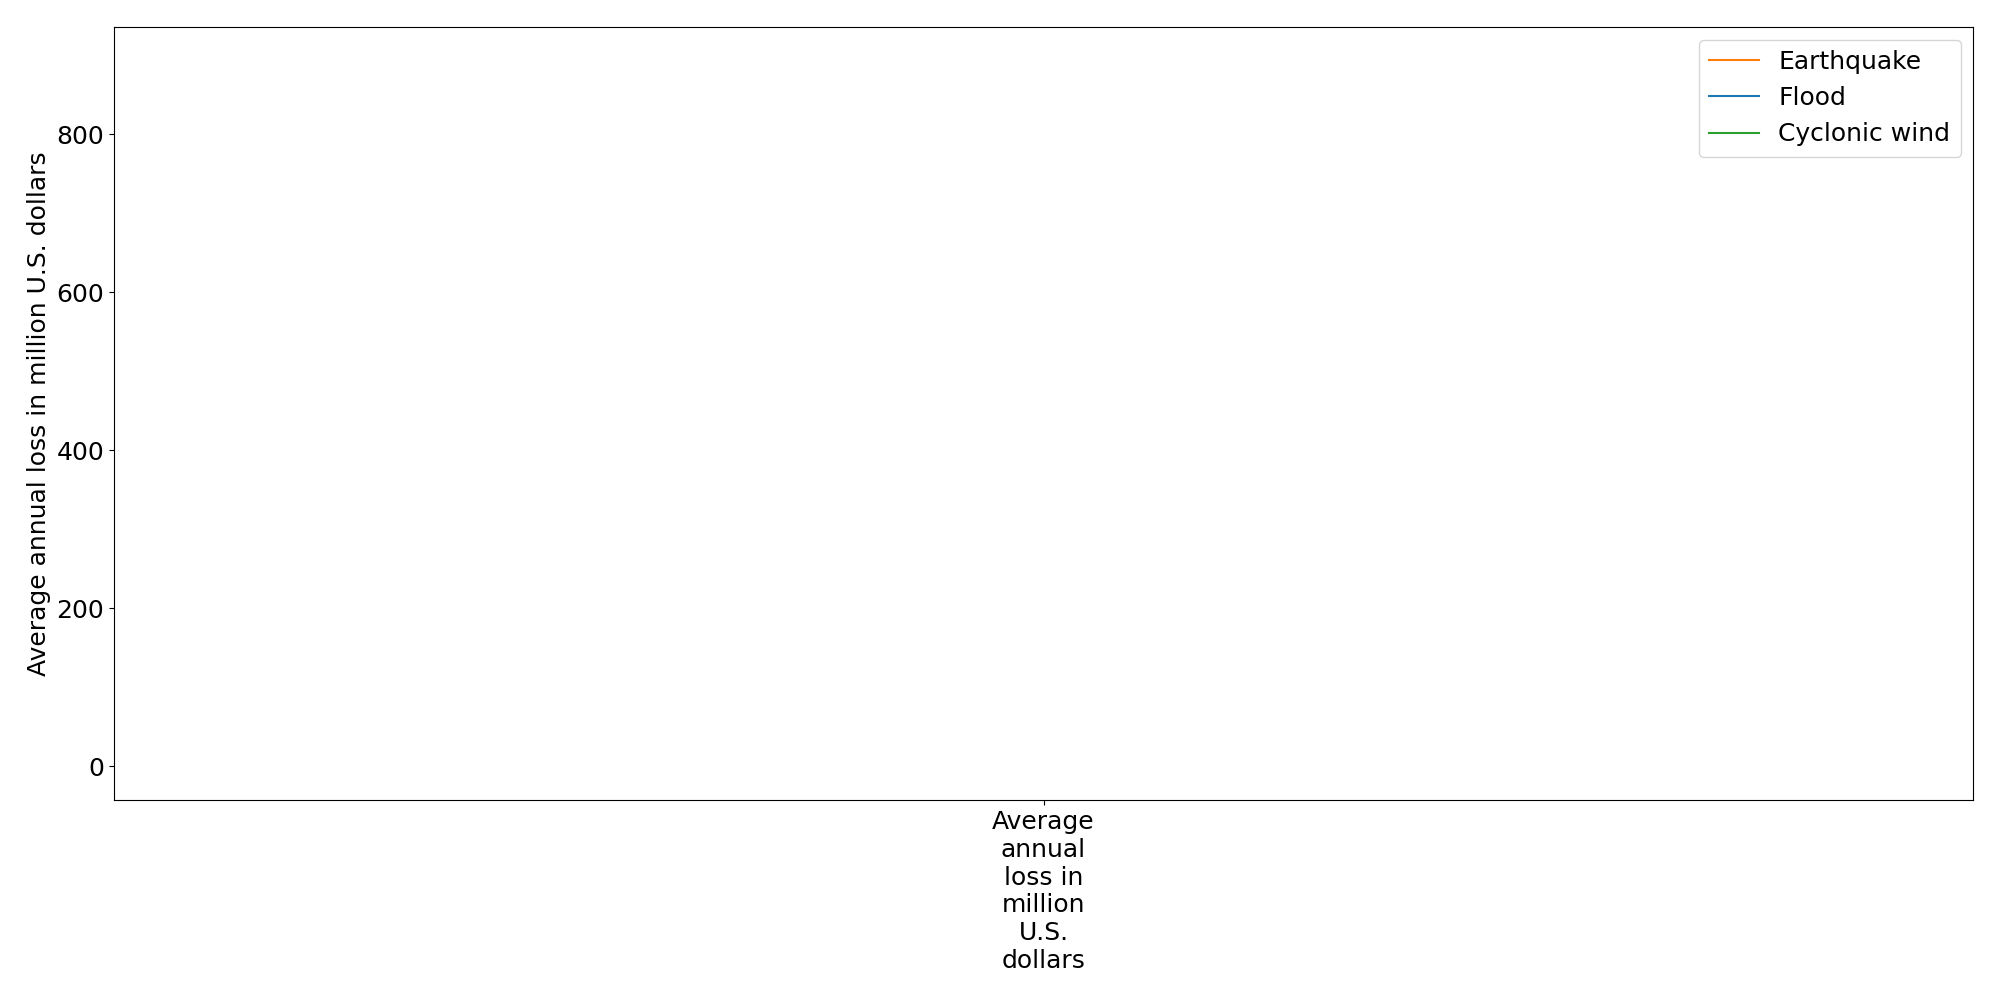 Average annual loss in million U.S. dollars
800
600
400
200
0
Earthquake
Flood
Cyclonic wind
Average
annual
loss in
million
U.S.
dollars